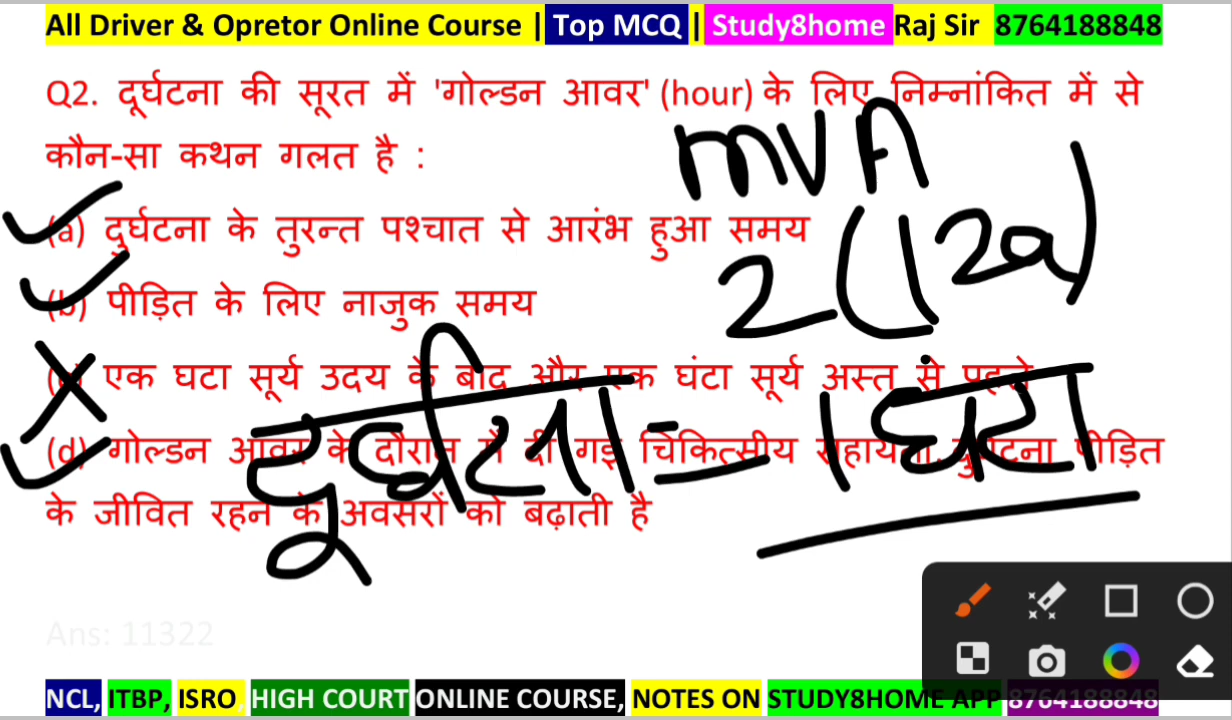 All Driver & Opretor Online Course | Top MCQ | Study8home Raj Sir 8764188848
Q2. दूर्घटना की सूरत में 'गोल्डन आवर' (hour) के लिए निम्नांकित में से
कौन-सा कथन गलत है :
MVA
(a) दुर्घटना के तुरन्त पश्चात से आरंभ हुआ समय
2(12a)
(b) पीड़ित के लिए नाजुक समय
(c) एक घटा सूर्य उदय के बाद और एक घंटा सूर्य अस्त से पहले
(d) गोल्डन आवर के दौरान में दी गइ चिकित्सीय सहायता, दुर्घटना पीड़ित
के जीवित रहने के अवसरों को बढ़ाती है
Ans: 11322
NCL, ITBP, ISRO, HIGH COURT ONLINE COURSE, NOTES ON STUDY8HOME APP 8764188848